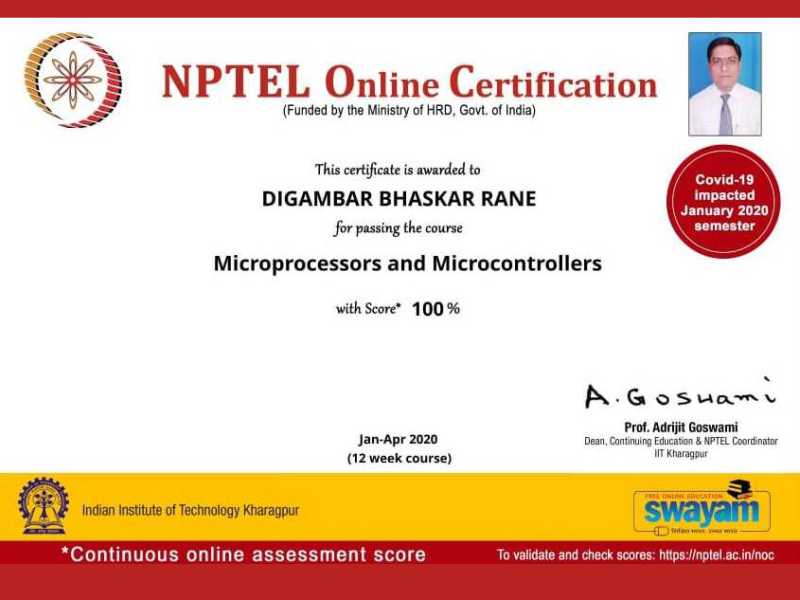 NPTEL Online Certification
(Funded by the Ministry of HRD, Govt. of India)
This certificate is awarded to
DIGAMBAR BHASKAR RANE
for passing the course
Microprocessors and Microcontrollers
with Score* 100 %
Covid-19
impacted
January 2020
semester
A. Goswami
Prof. Adrijit Goswami
Dean, Continuing Education & NPTEL Coordinator
IIT Kharagpur
Jan-Apr 2020
(12 week course)
Indian Institute of Technology Kharagpur
FREE ONLINE EDUCATION
swayam
*Continuous online assessment score
To validate and check scores: https://nptel.ac.in/noc